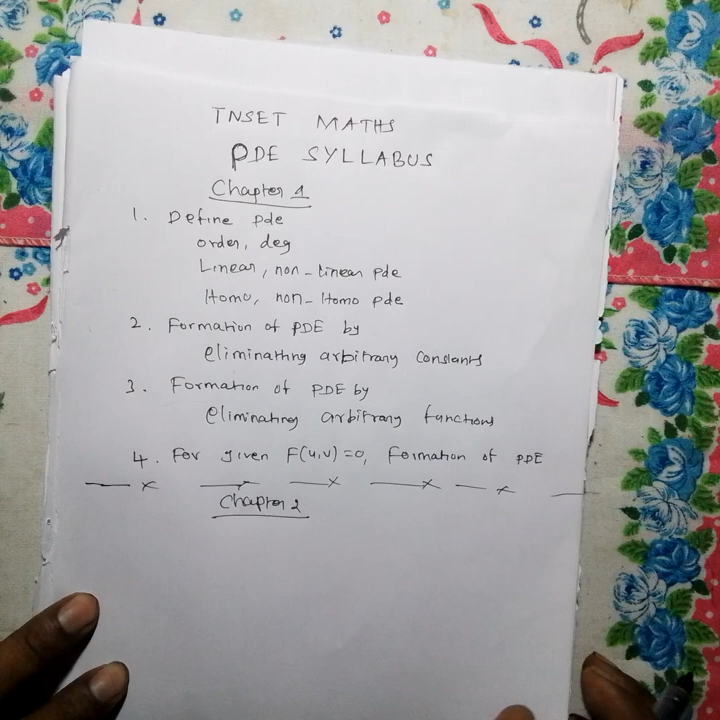 TNSET MATHS
PDE SYLLABUS
Chapter 1
1. Define pde
order, deg
Linear, non-linear pde
Homo, non-Homo pde
2. Formation of PDE by
eliminating arbitrary constants
3. Formation of PDE by
eliminating arbitrary functions
4. For given F(u,v)=0, Formation of PDE
Chapter 2